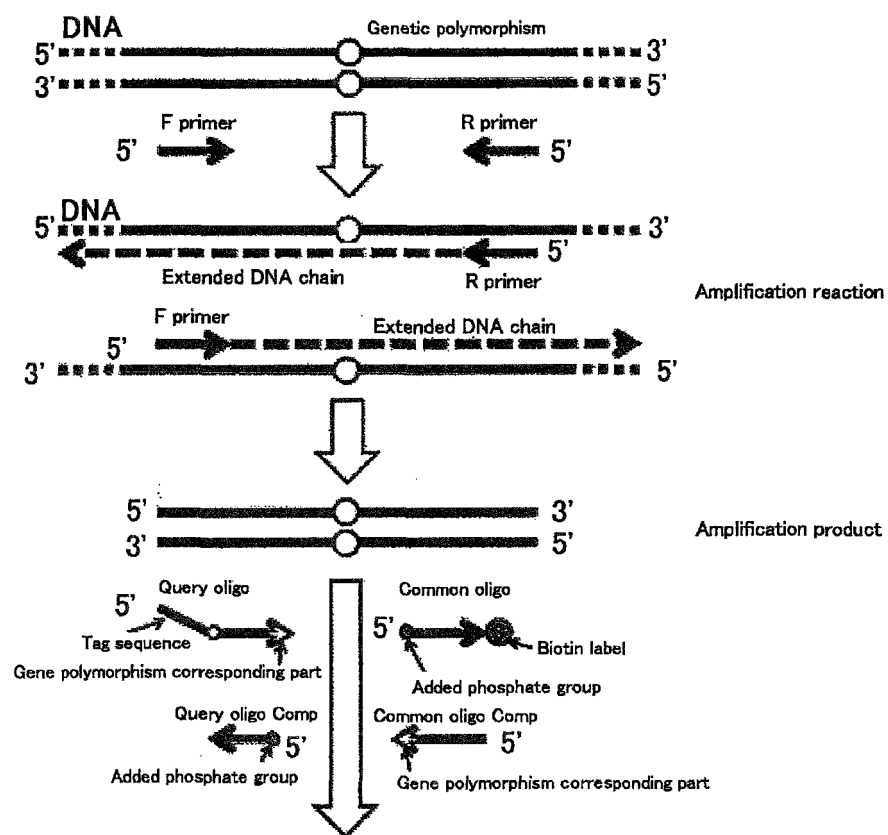 DNA
Genetic polymorphism
5' 3'
3' 5'
F primer R primer
5' 5'
DNA
5' 3'
5'
Extended DNA chain R primer
Amplification reaction
F primer
Extended DNA chain
5'
3' 5'
5' 3'
Amplification product
3' 5'
Query oligo Common oligo
5' 5'
Tag sequence Biotin label
Gene polymorphism corresponding part
Added phosphate group
Query oligo Comp Common oligo Comp
5' 5'
Added phosphate group Gene polymorphism corresponding part